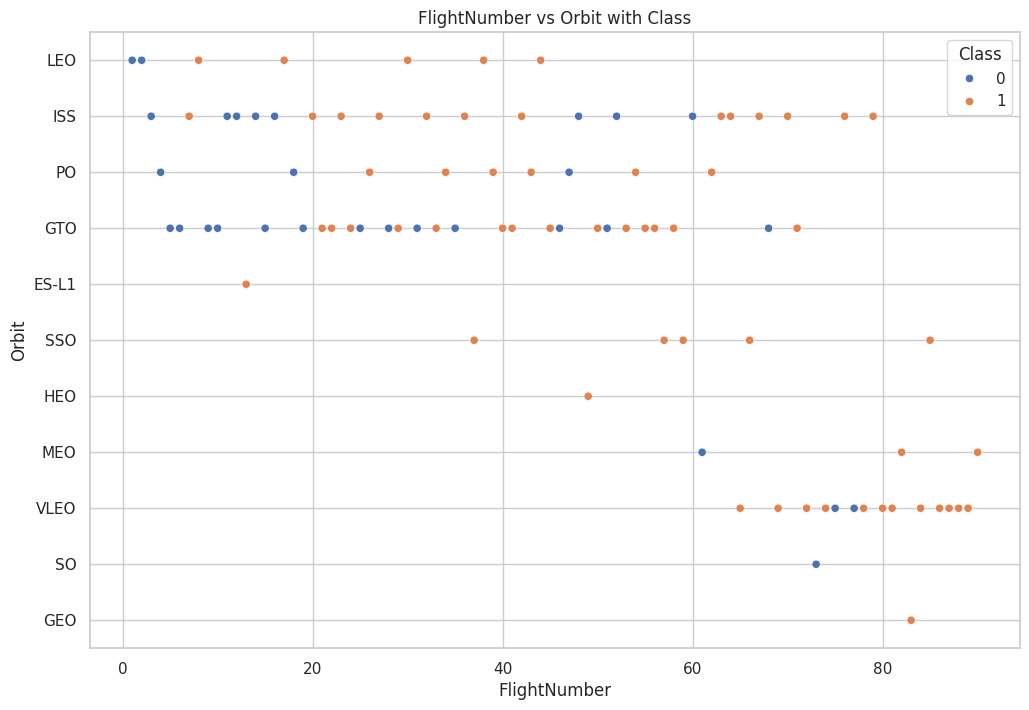 FlightNumber vs Orbit with Class
Class
0
1
LEO
ISS
PO
GTO
ES-L1
SSO
HEO
MEO
VLEO
SO
GEO
Orbit
0 20 40 60 80
FlightNumber